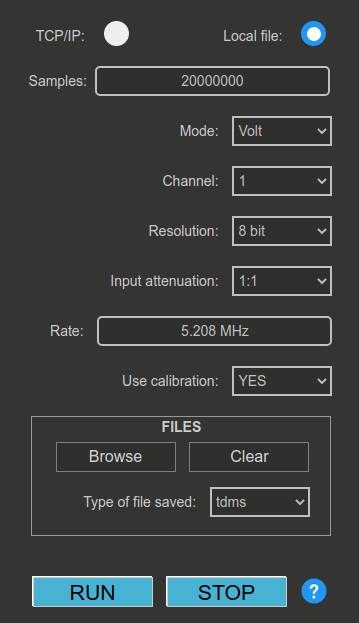 TCP/IP: Local file:
Samples: 20000000
Mode: Volt
Channel: 1
Resolution: 8 bit
Input attenuation: 1:1
Rate: 5.208 MHz
Use calibration: YES
FILES
Browse Clear
Type of file saved: tdms
RUN STOP ?